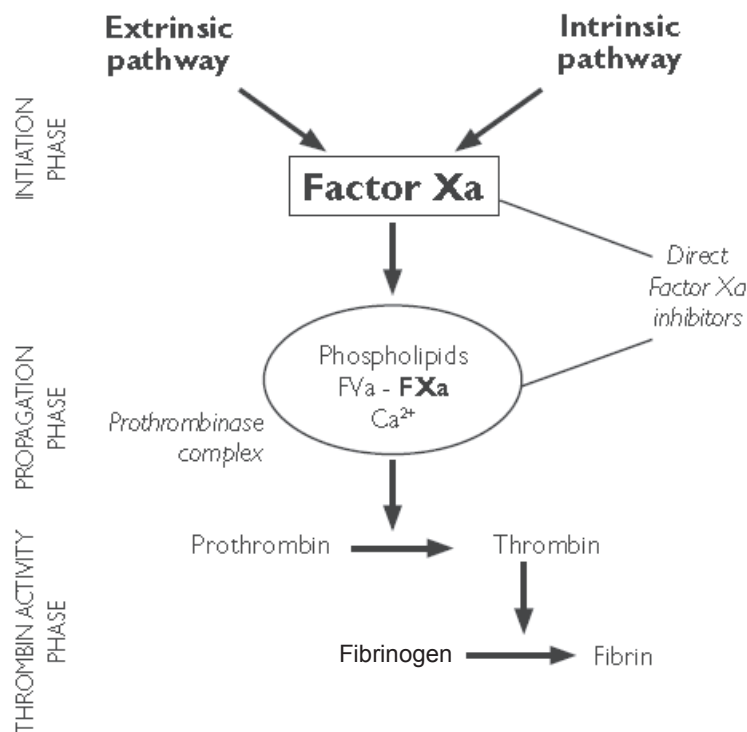 Extrinsic
pathway
Intrinsic
pathway
INTIATION
PHASE
Factor Xa
Direct
Factor Xa
inhibitors
Phospholipids
FVa - FXa
Ca²⁺
PROPAGATION
PHASE
Prothrombinase
complex
Prothrombin
Thrombin
THROMBIN ACTIVITY
PHASE
Fibrinogen
Fibrin